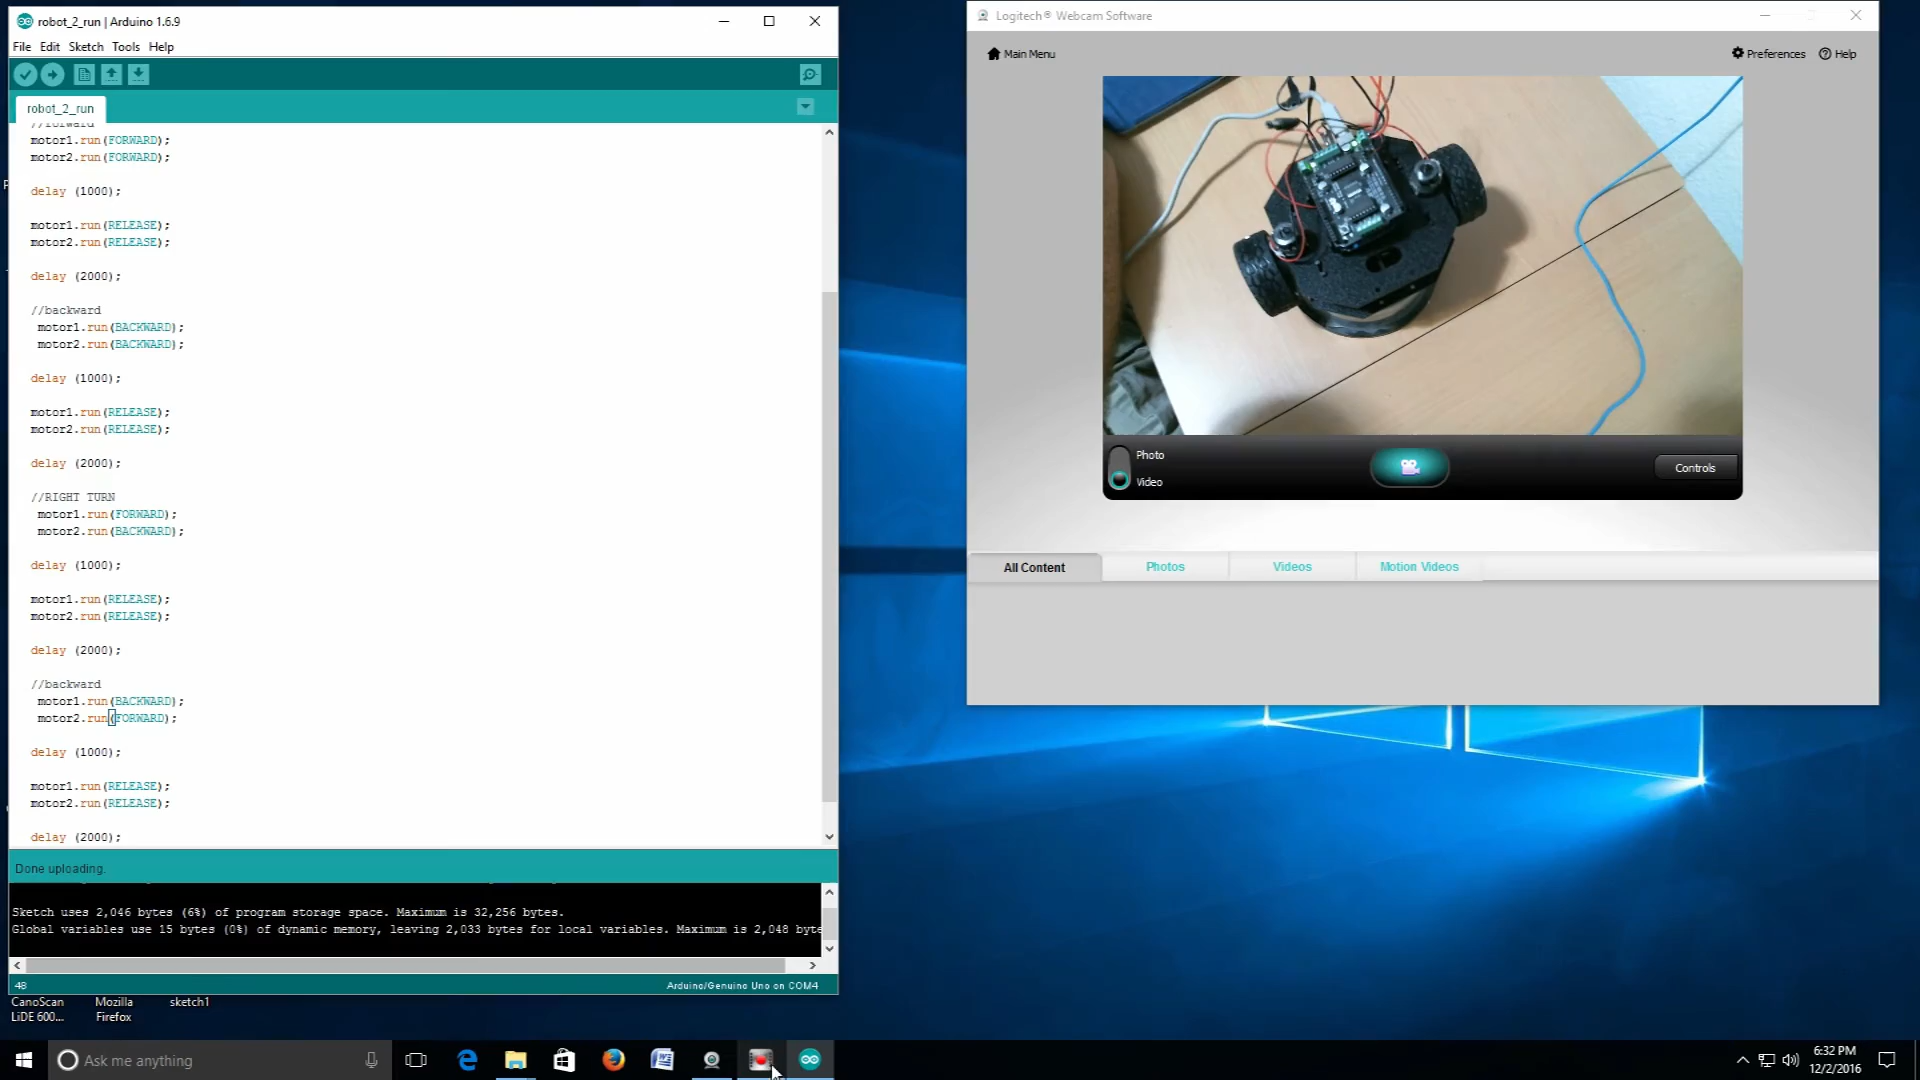 robot_2_run | Arduino 1.6.9
File Edit Sketch Tools Help
robot_2_run
//forward
motor1.run(FORWARD);
motor2.run(FORWARD);
delay (1000);
motor1.run(RELEASE);
motor2.run(RELEASE);
delay (2000);
//backward
motor1.run(BACKWARD);
motor2.run(BACKWARD);
delay (1000);
motor1.run(RELEASE);
motor2.run(RELEASE);
delay (2000);
//RIGHT TURN
motor1.run(FORWARD);
motor2.run(BACKWARD);
delay (1000);
motor1.run(RELEASE);
motor2.run(RELEASE);
delay (2000);
//backward
motor1.run(BACKWARD);
motor2.run(FORWARD);
delay (1000);
motor1.run(RELEASE);
motor2.run(RELEASE);
delay (2000);
Done uploading.
Sketch uses 2,046 bytes (6%) of program storage space. Maximum is 32,256 bytes.
Global variables use 15 bytes (0%) of dynamic memory, leaving 2,033 bytes for local variables. Maximum is 2,048 byte
48 Arduino/Genuino Uno on COM4
Logitech® Webcam Software
Main Menu Preferences Help
Photo
Video
Controls
All Content Photos Videos Motion Videos
CanoScan
LiDE 600...
Mozilla
Firefox
sketch1
Ask me anything
6:32 PM
12/2/2016